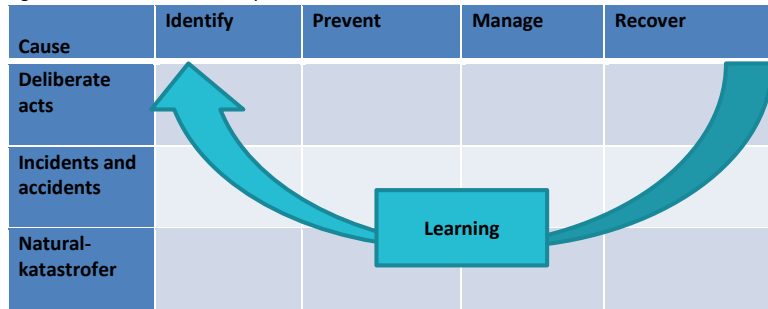 Identify Prevent Manage Recover
Cause
Deliberate
acts
Incidents and
accidents
Learning
Natural-
katastrofer